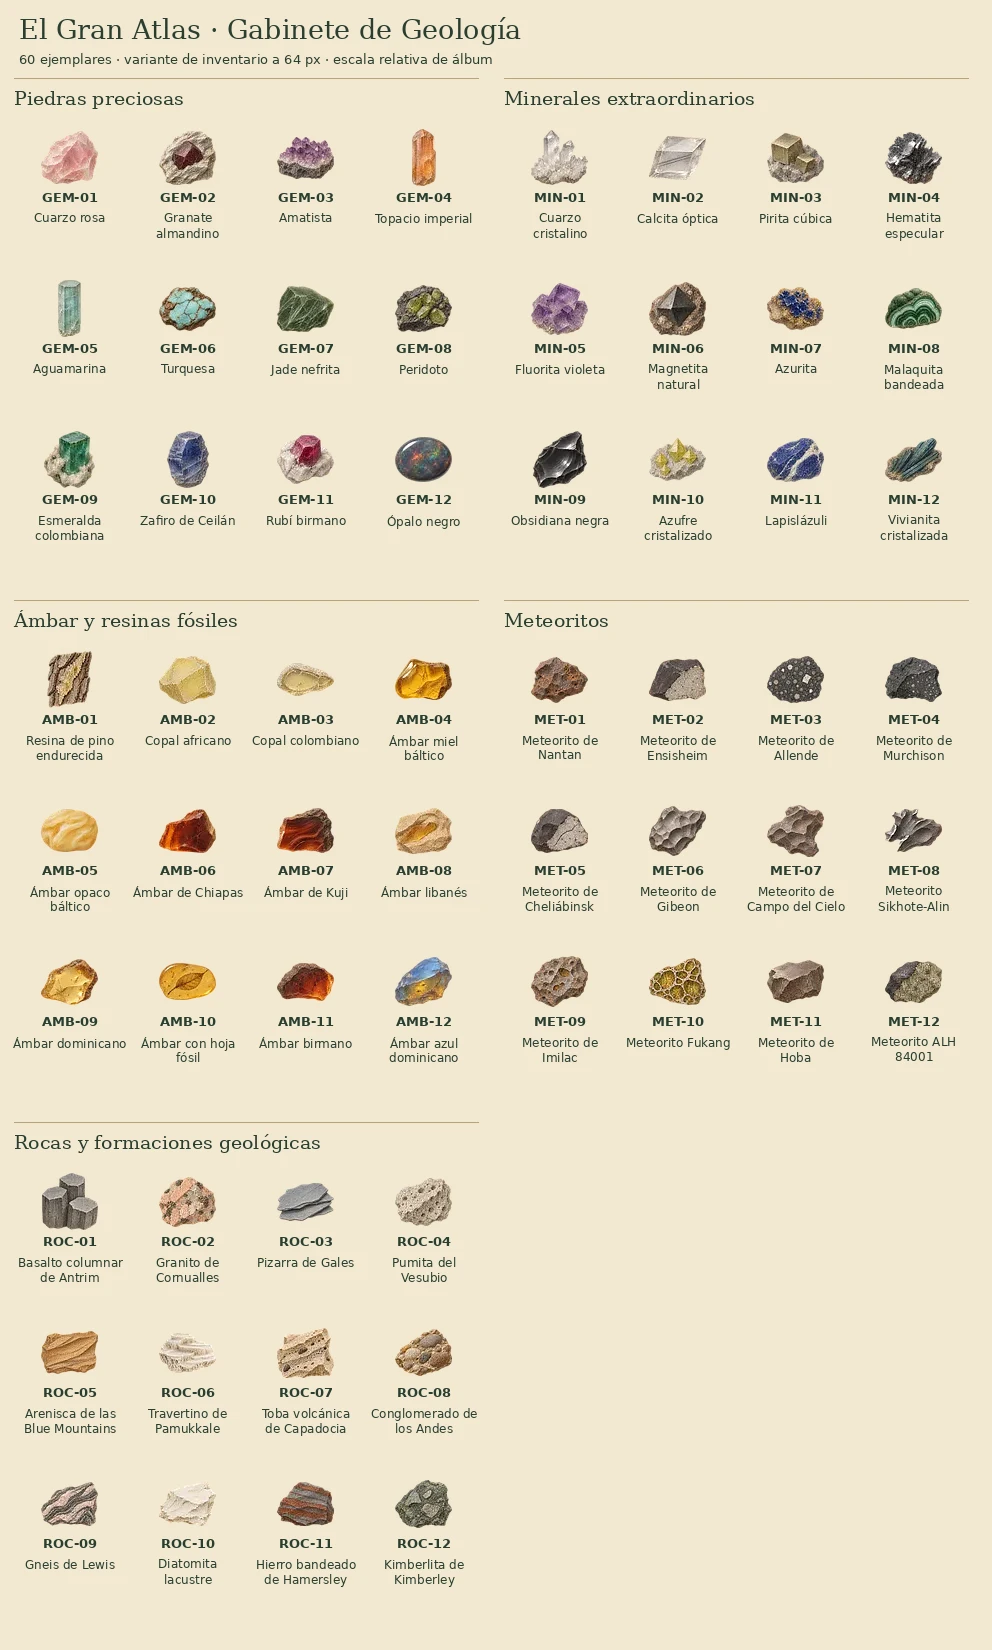 El Gran Atlas · Gabinete de Geología
60 ejemplares · variante de inventario a 64 px · escala relativa de álbum
Piedras preciosas
GEM-01
Cuarzo rosa
GEM-02
Granate
almandino
GEM-03
Amatista
GEM-04
Topacio imperial
GEM-05
Aguamarina
GEM-06
Turquesa
GEM-07
Jade nefrita
GEM-08
Peridoto
GEM-09
Esmeralda
colombiana
GEM-10
Zafiro de Ceilán
GEM-11
Rubí birmano
GEM-12
Ópalo negro
Minerales extraordinarios
MIN-01
Cuarzo
cristalino
MIN-02
Calcita óptica
MIN-03
Pirita cúbica
MIN-04
Hematita
especular
MIN-05
Fluorita violeta
MIN-06
Magnetita
natural
MIN-07
Azurita
MIN-08
Malaquita
bandeada
MIN-09
Obsidiana negra
MIN-10
Azufre
cristalizado
MIN-11
Lapislázuli
MIN-12
Vivianita
cristalizada
Ámbar y resinas fósiles
AMB-01
Resina de pino
endurecida
AMB-02
Copal africano
AMB-03
Copal colombiano
AMB-04
Ámbar miel
báltico
AMB-05
Ámbar opaco
báltico
AMB-06
Ámbar de Chiapas
AMB-07
Ámbar de Kuji
AMB-08
Ámbar libanés
AMB-09
Ámbar dominicano
AMB-10
Ámbar con hoja
fósil
AMB-11
Ámbar birmano
AMB-12
Ámbar azul
dominicano
Meteoritos
MET-01
Meteorito de
Nantan
MET-02
Meteorito de
Ensisheim
MET-03
Meteorito de
Allende
MET-04
Meteorito de
Murchison
MET-05
Meteorito de
Cheliábinsk
MET-06
Meteorito de
Gibeon
MET-07
Meteorito de
Campo del Cielo
MET-08
Meteorito
Sikhote-Alin
MET-09
Meteorito de
Imilac
MET-10
Meteorito Fukang
MET-11
Meteorito de
Hoba
MET-12
Meteorito ALH
84001
Rocas y formaciones geológicas
ROC-01
Basalto columnar
de Antrim
ROC-02
Granito de
Cornualles
ROC-03
Pizarra de Gales
ROC-04
Pumita del
Vesubio
ROC-05
Arenisca de las
Blue Mountains
ROC-06
Travertino de
Pamukkale
ROC-07
Toba volcánica
de Capadocia
ROC-08
Conglomerado de
los Andes
ROC-09
Gneis de Lewis
ROC-10
Diatomita
lacustre
ROC-11
Hierro bandeado
de Hamersley
ROC-12
Kimberlita de
Kimberley